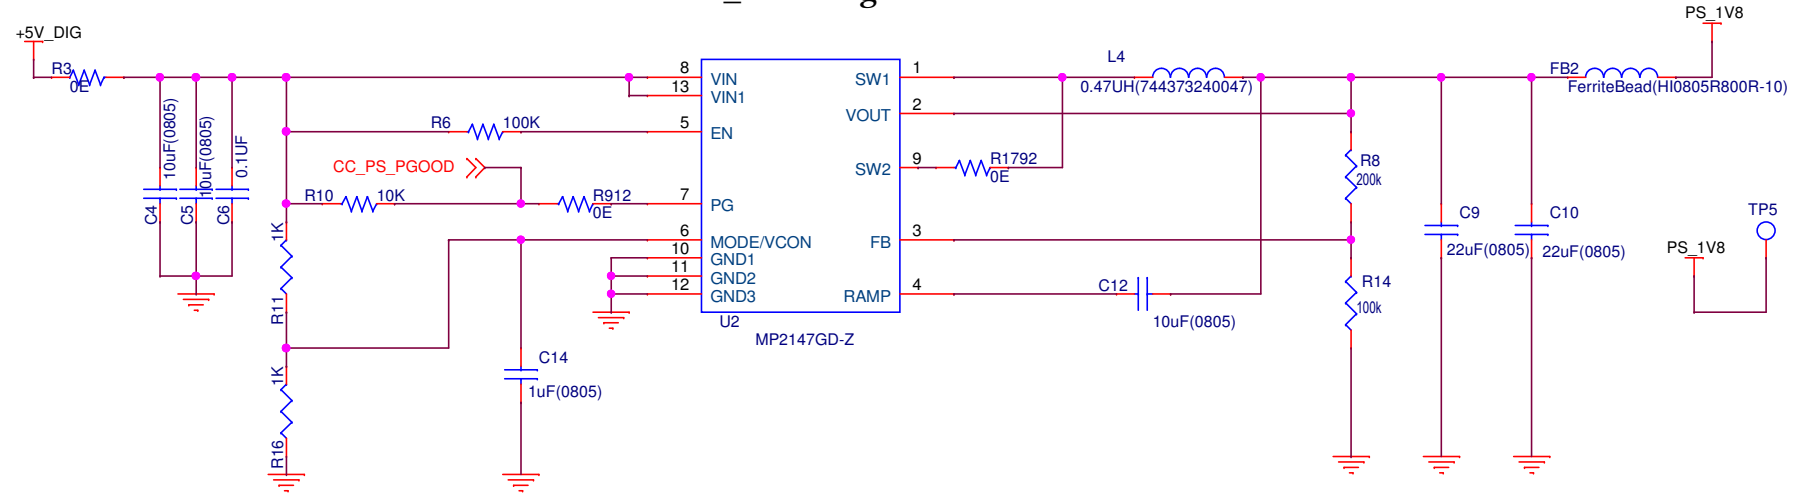 +5V_DIG
R3
0E
10uF(0805)
10uF(0805)
0.1UF
C4
C5
C6
R6
100K
CC_PS_PGOOD
R10
10K
R912
0E
1K
R11
1K
R16
C14
1uF(0805)
8
13
5
7
6
10
11
12
VIN
VIN1
EN
PG
MODE/VCON
GND1
GND2
GND3
SW1
VOUT
SW2
FB
RAMP
1
2
9
3
4
U2
MP2147GD-Z
L4
0.47UH(744373240047)
R1792
0E
C12
10uF(0805)
R8
200k
R14
100k
C9
22uF(0805)
C10
22uF(0805)
FB2
FerriteBead(HI0805R800R-10)
PS_1V8
TP5
PS_1V8